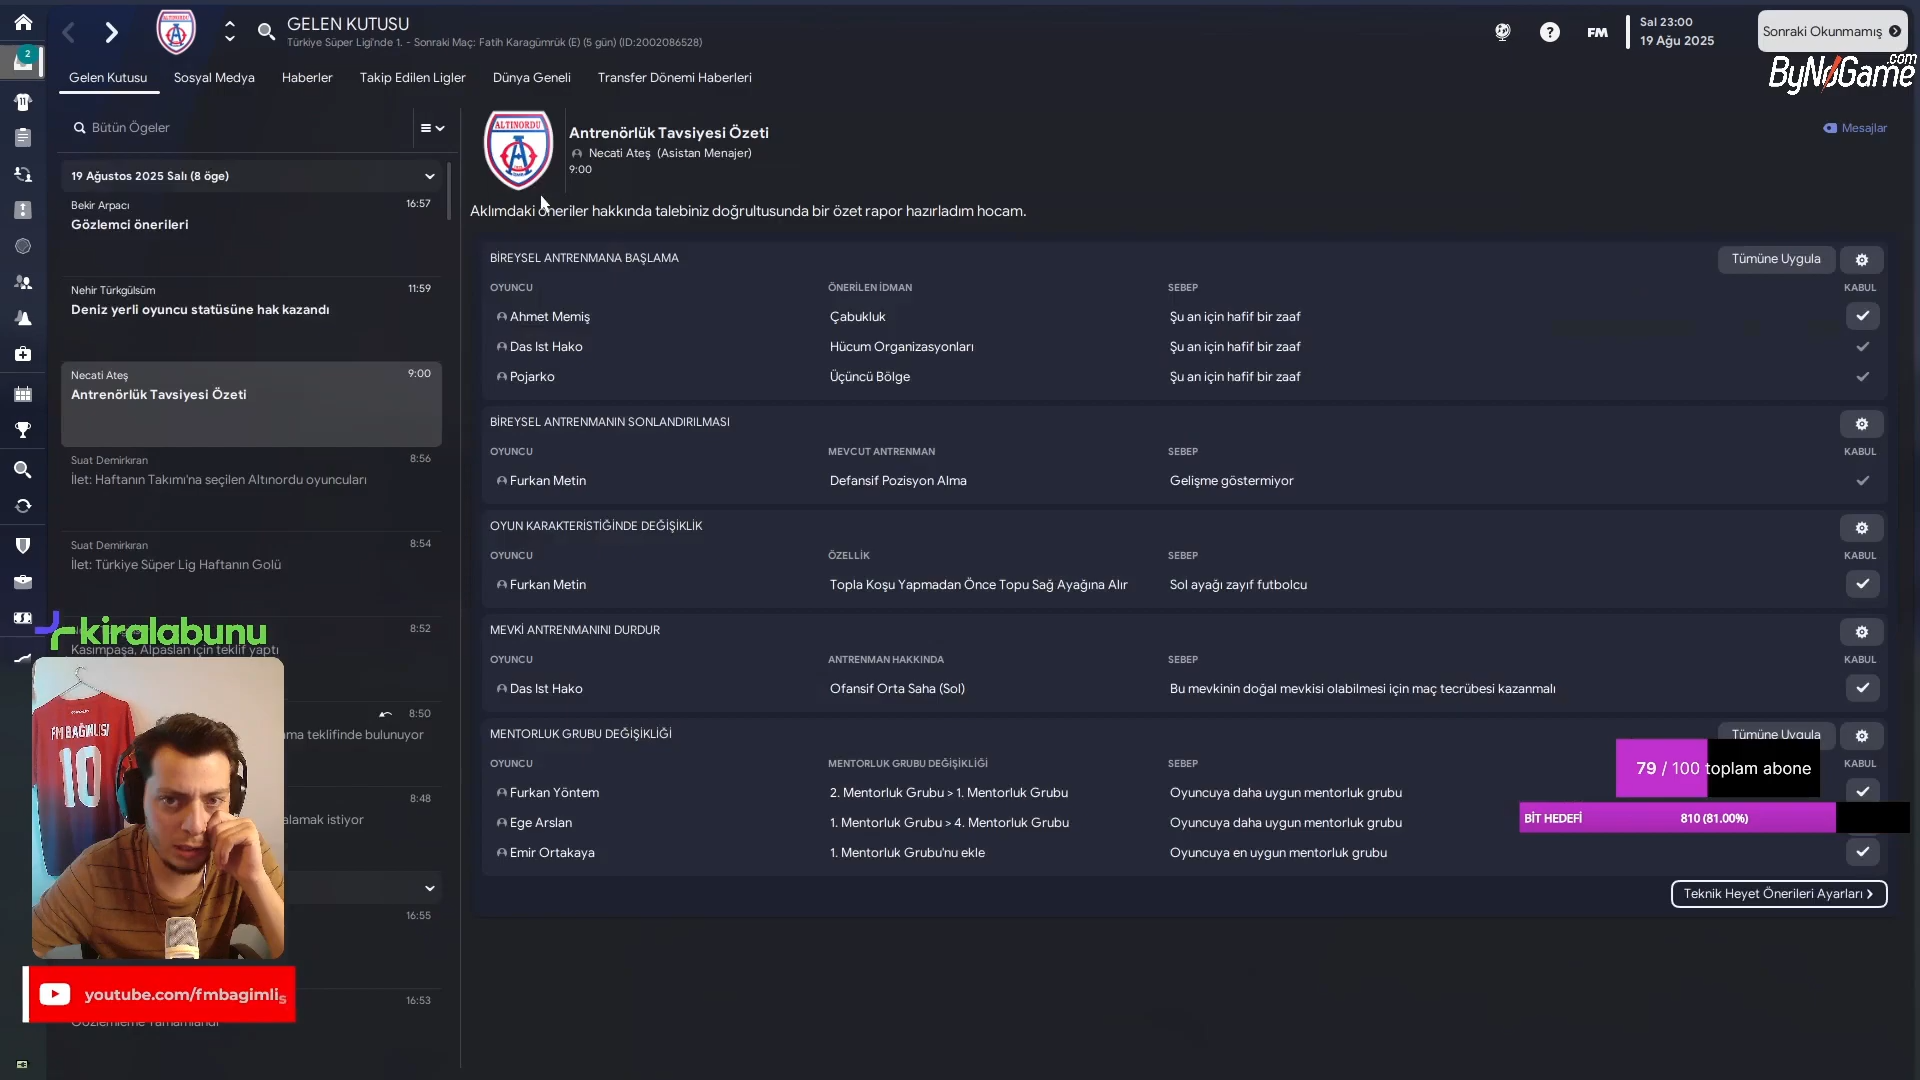 GELEN KUTUSU
Türkiye Süper Ligi'nde 1. - Sonraki Maç: Fatih Karagümrük (E) (5 gün) (ID:2002086528)
FM
Sal 23:00
19 Ağu 2025
Sonraki Okunmamış
ByNoGame.com
2
Gelen Kutusu
Sosyal Medya
Haberler
Takip Edilen Ligler
Dünya Geneli
Transfer Dönemi Haberleri
Bütün Ögeler
19 Ağustos 2025 Salı (8 öge)
Bekir Arpacı 16:57
Gözlemci önerileri
Nehir Türkgülsüm 11:59
Deniz yerli oyuncu statüsüne hak kazandı
Necati Ateş 9:00
Antrenörlük Tavsiyesi Özeti
Suat Demirkıran 8:56
İlet: Haftanın Takımı'na seçilen Altınordu oyuncuları
Suat Demirkıran 8:54
İlet: Türkiye Süper Lig Haftanın Golü
8:52
Kasımpaşa, Alpaslan için teklif yaptı
8:50
teklifinde bulunuyor
8:48
istiyor
16:55
16:53
Gözlemleme Tamamlandı
kiralabunu
FM BAĞIMLISI
10
youtube.com/fmbagimlis
ALTINORDU
Antrenörlük Tavsiyesi Özeti
Necati Ateş (Asistan Menajer)
9:00
Mesajlar
Aklımdaki öneriler hakkında talebiniz doğrultusunda bir özet rapor hazırladım hocam.
BİREYSEL ANTRENMANA BAŞLAMA
Tümüne Uygula
OYUNCU ÖNERİLEN İDMAN SEBEP KABUL
Ahmet Memiş Çabukluk Şu an için hafif bir zaaf
Das Ist Hako Hücum Organizasyonları Şu an için hafif bir zaaf
Pojarko Üçüncü Bölge Şu an için hafif bir zaaf
BİREYSEL ANTRENMANIN SONLANDIRILMASI
OYUNCU MEVCUT ANTRENMAN SEBEP KABUL
Furkan Metin Defansif Pozisyon Alma Gelişme göstermiyor
OYUN KARAKTERİSTİĞİNDE DEĞİŞİKLİK
OYUNCU ÖZELLİK SEBEP KABUL
Furkan Metin Topla Koşu Yapmadan Önce Topu Sağ Ayağına Alır Sol ayağı zayıf futbolcu
MEVKİ ANTRENMANINI DURDUR
OYUNCU ANTRENMAN HAKKINDA SEBEP KABUL
Das Ist Hako Ofansif Orta Saha (Sol) Bu mevkinin doğal mevkisi olabilmesi için maç tecrübesi kazanmalı
MENTORLUK GRUBU DEĞİŞİKLİĞİ
Tümüne Uygula
OYUNCU MENTORLUK GRUBU DEĞİŞİKLİĞİ SEBEP KABUL
Furkan Yöntem 2. Mentorluk Grubu > 1. Mentorluk Grubu Oyuncuya daha uygun mentorluk grubu
Ege Arslan 1. Mentorluk Grubu > 4. Mentorluk Grubu Oyuncuya daha uygun mentorluk grubu
Emir Ortakaya 1. Mentorluk Grubu'nu ekle Oyuncuya en uygun mentorluk grubu
79 / 100 toplam abone
BİT HEDEFİ 810 (81.00%)
Teknik Heyet Önerileri Ayarları